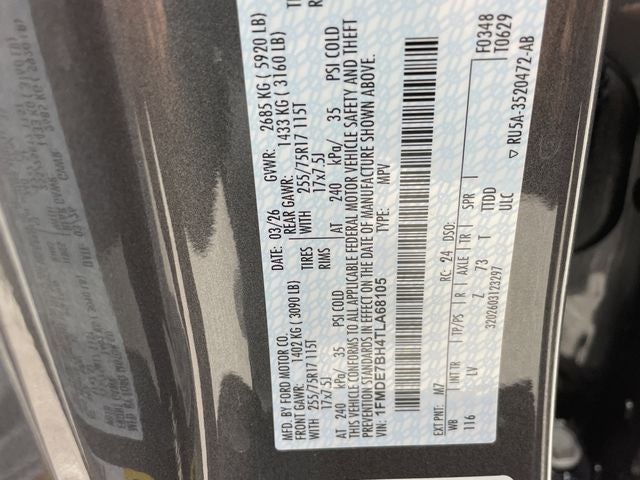 MFD. BY FORD MOTOR CO.
DATE: 03/26 GVWR: 2685 KG ( 5920 LB)
FRONT GAWR: 1402 KG ( 3090 LB) REAR GAWR: 1433 KG ( 3160 LB)
WITH 255/75R17 115T TIRES WITH 255/75R17 115T
17x7.5J RIMS 17x7.5J
AT 240 kPa/ 35 PSI COLD AT 240 kPa/ 35 PSI COLD
THIS VEHICLE CONFORMS TO ALL APPLICABLE FEDERAL MOTOR VEHICLE SAFETY AND THEFT
PREVENTION STANDARDS IN EFFECT ON THE DATE OF MANUFACTURE SHOWN ABOVE.
VIN: 1FMDE7BH4TLA68105 TYPE: MPV
F0348
T0629
EXT PNT: M7 RC: 24 DSO:
WB INT TR TP/PS R AXLE TR SPR
116 LV Z 73 T TTDD
3202603123297 ULC
▽ RU5A-3520472-AB